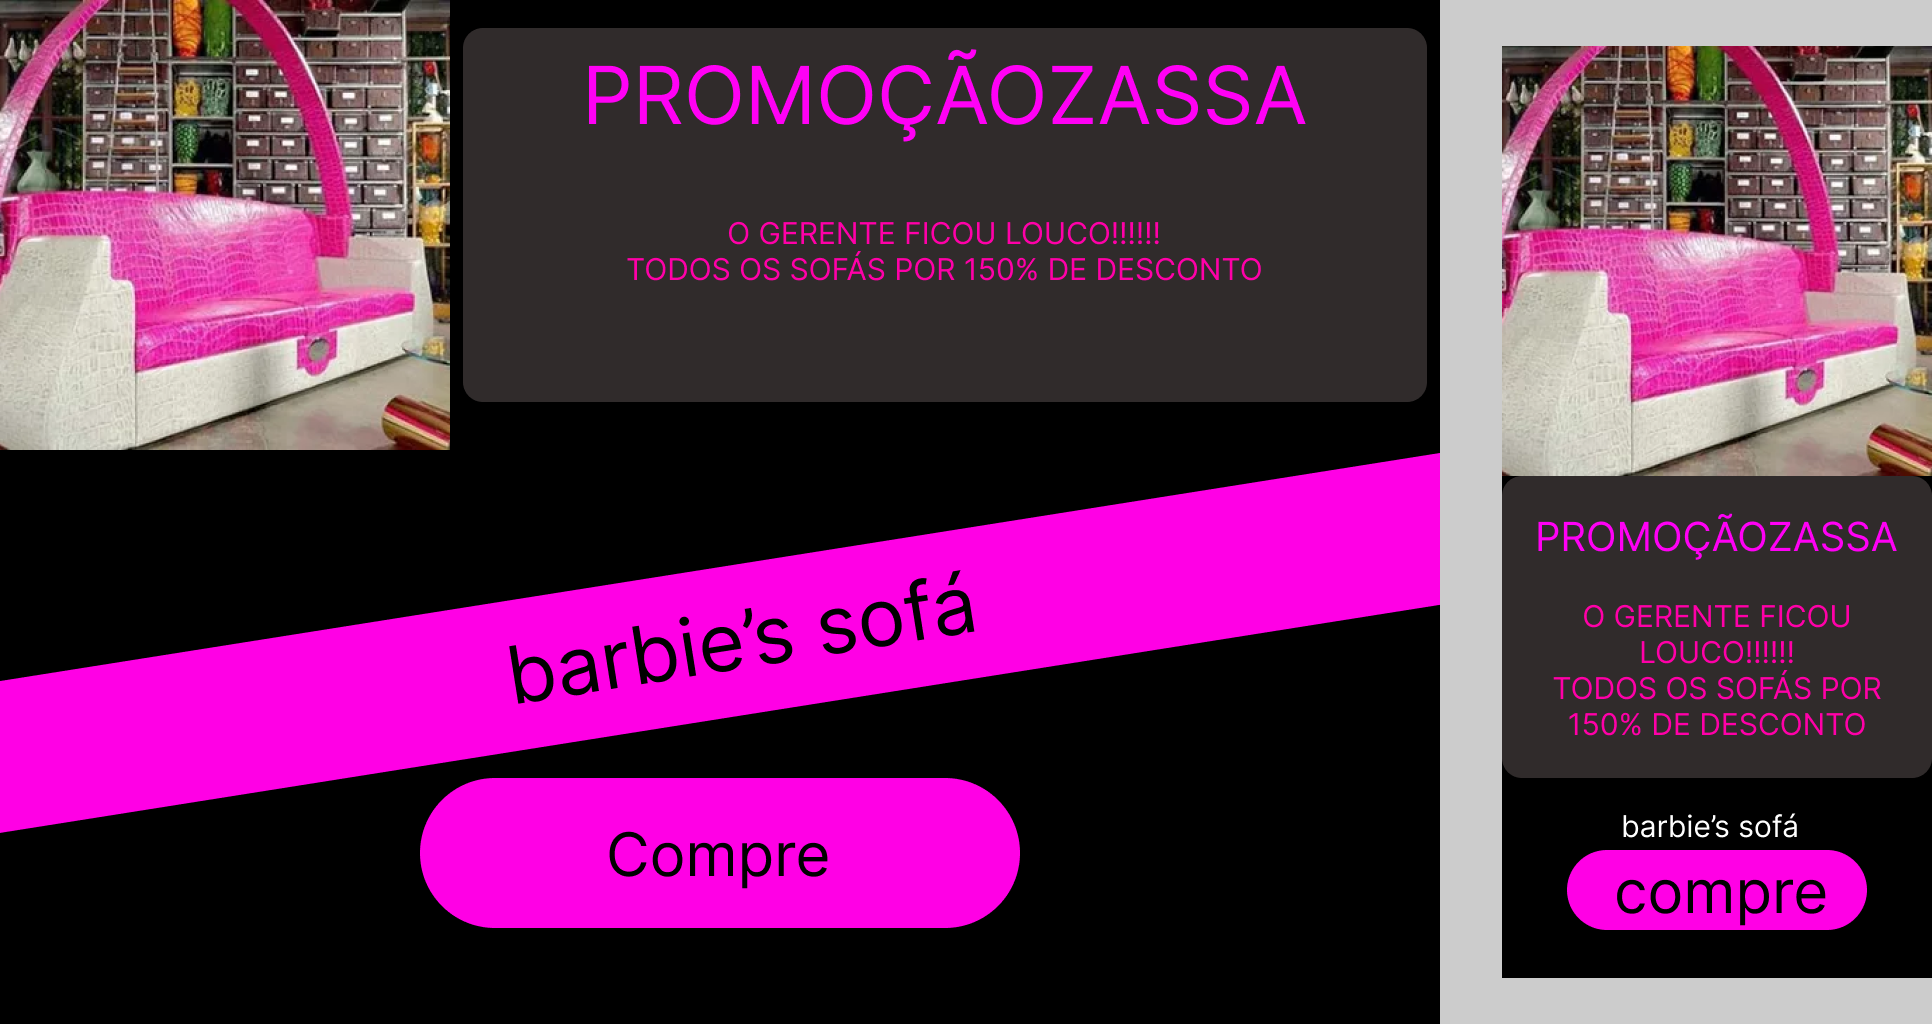 PROMOÇÃOZASSA
O GERENTE FICOU LOUCO!!!!!!
TODOS OS SOFÁS POR 150% DE DESCONTO
barbie’s sofá
Compre
PROMOÇÃOZASSA
O GERENTE FICOU
LOUCO!!!!!!
TODOS OS SOFÁS POR
150% DE DESCONTO
barbie’s sofá
compre